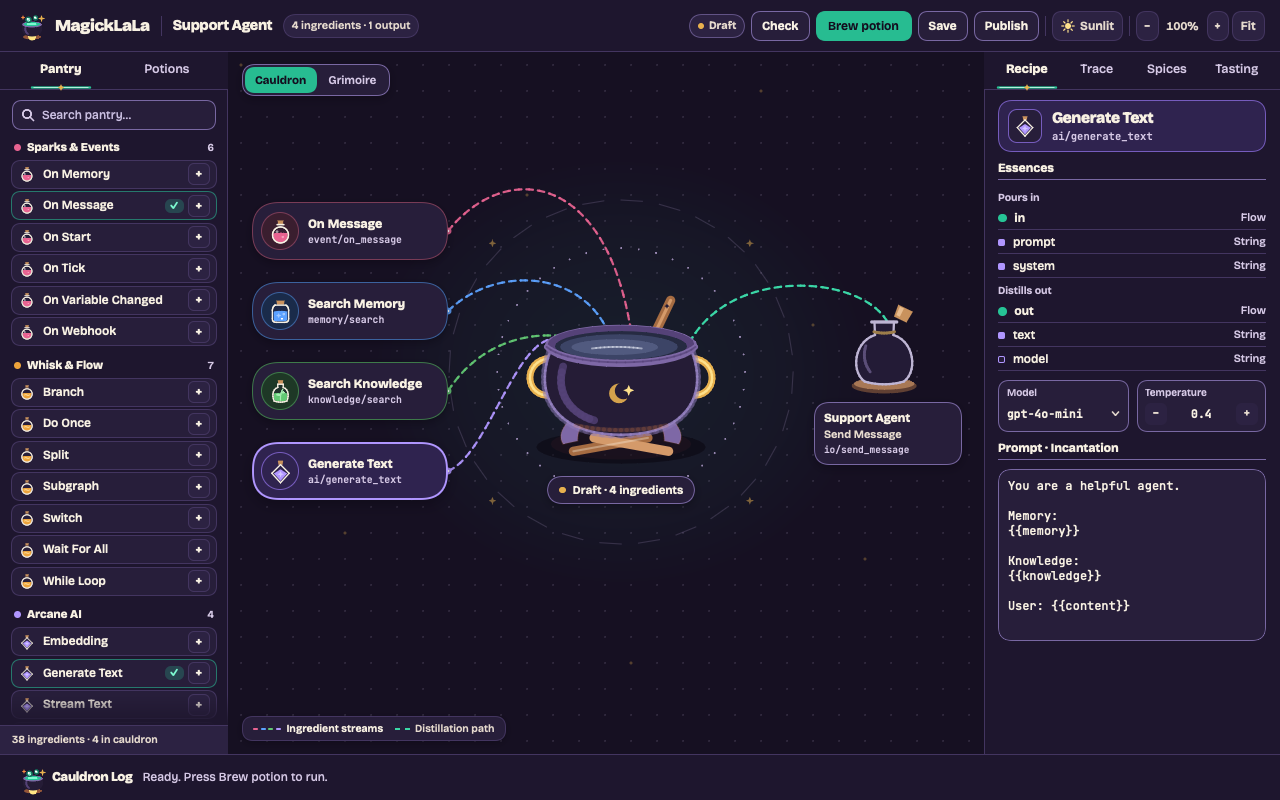 MagickLaLa
Support Agent
4 ingredients · 1 output
Draft
Check
Brew potion
Save
Publish
Sunlit
−
100%
+
Fit
Pantry
Potions
Search pantry...
Sparks & Events
6
On Memory
+
On Message
+
On Start
+
On Tick
+
On Variable Changed
+
On Webhook
+
Whisk & Flow
7
Branch
+
Do Once
+
Split
+
Subgraph
+
Switch
+
Wait For All
+
While Loop
+
Arcane AI
4
Embedding
+
Generate Text
+
Stream Text
+
38 ingredients · 4 in cauldron
Cauldron
Grimoire
On Message
event/on_message
Search Memory
memory/search
Search Knowledge
knowledge/search
Generate Text
ai/generate_text
Draft · 4 ingredients
Support Agent
Send Message
io/send_message
Ingredient streams
Distillation path
Recipe
Trace
Spices
Tasting
Generate Text
ai/generate_text
Essences
Pours in
in
Flow
prompt
String
system
String
Distills out
out
Flow
text
String
model
String
Model
gpt-4o-mini
Temperature
−
0.4
+
Prompt · Incantation
You are a helpful agent.
Memory:
{{memory}}
Knowledge:
{{knowledge}}
User: {{content}}
Cauldron Log
Ready. Press Brew potion to run.